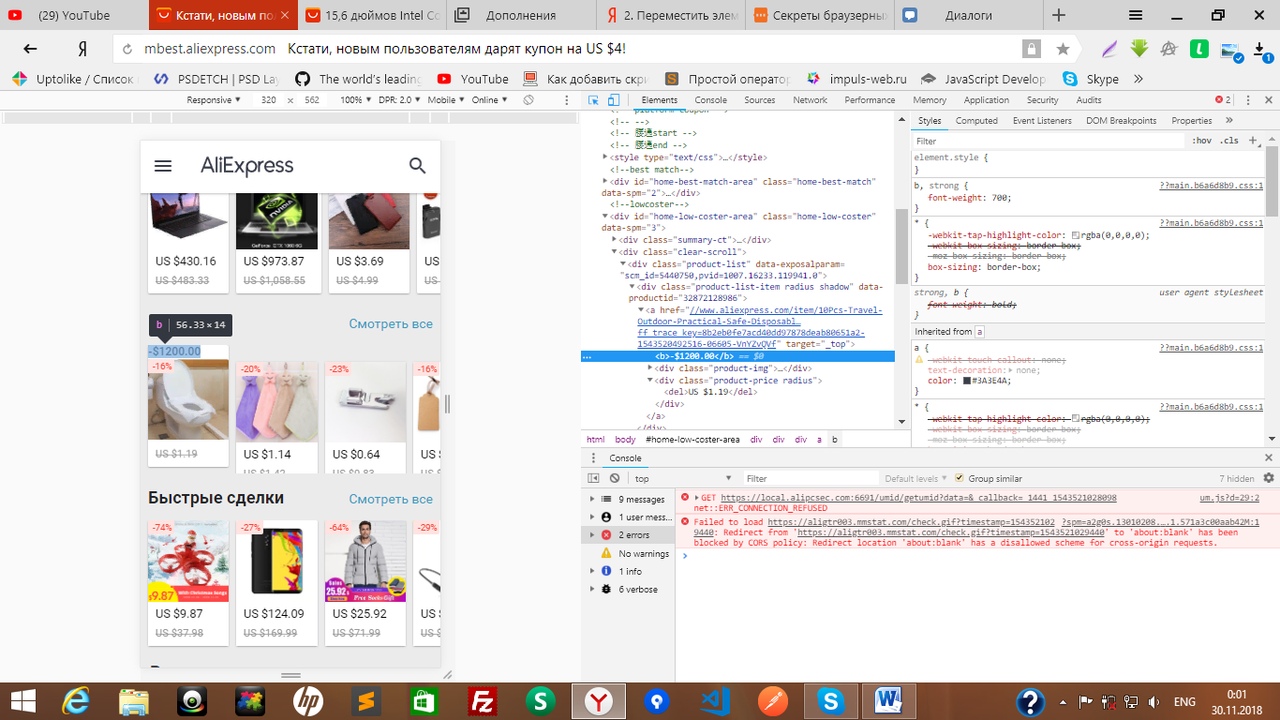 (29) YouTube
Кстати, новым пол
15,6 дюймов Intel Co
Дополнения
2. Переместить элем
Секреты браузерны
Диалоги
mbest.aliexpress.com Кстати, новым пользователям дарят купон на US $4!
Uptolike / Список
PSDETCH | PSD La
The world's leading
YouTube
Как добавить скри
Простой оператор
impuls-web.ru
JavaScript Develop
Skype
Responsive 320 × 562 100% DPR: 2.0 Mobile Online
AliExpress
US $430.16
US $483.33
US $973.87
US $1,058.55
US $3.69
US $4.99
b 56.33 × 14
Смотреть все
-$1200.00
-16%
US $1.19
-20%
US $1.14
-23%
US $0.64
-16%
Быстрые сделки
Смотреть все
-74%
US $9.87
US $37.98
-27%
US $124.09
US $169.99
-64%
US $25.92
US $71.99
-29%
Elements Console Sources Network Performance Memory Application Security Audits 2
<!-- -->
<!-- 腰通start -->
<!-- 腰通end -->
<style type="text/css">…</style>
<!--best match-->
<div id="home-best-match-area" class="home-best-match"
data-spm="2">…</div>
<!--lowcoster-->
<div id="home-low-coster-area" class="home-low-coster"
data-spm="3">
<div class="summary-ct">…</div>
<div class="clear-scroll">
<div class="product-list" data-exposalparam=
"scm_id=5440750,pvid=1007.16233.119941.0">
<div class="product-list-item radius shadow" data-
productid="32872128986">
<a href="//www.aliexpress.com/item/10Pcs-Travel-
Outdoor-Practical-Safe-Disposabl…
ff trace key=8b2eb0fe7acd40dd97878deab80651a2-
1543520492516-06605-VnYZvQVf" target="_top">
<b>-$1200.00</b> == $0
<div class="product-img">…</div>
<div class="product-price radius">
<del>US $1.19</del>
</div>
</a>
html body #home-low-coster-area div div div a b
Styles Computed Event Listeners DOM Breakpoints Properties
Filter :hov .cls +
element.style {
}
b, strong { ??main.b6a6d8b9.css:1
font-weight: 700;
}
* { ??main.b6a6d8b9.css:1
-webkit-tap-highlight-color: rgba(0,0,0,0);
-webkit-box-sizing: border-box;
-moz-box-sizing: border-box;
box-sizing: border-box;
}
strong, b { user agent stylesheet
font-weight: bold;
}
Inherited from a
a { ??main.b6a6d8b9.css:1
-webkit-touch-callout: none;
text-decoration: none;
color: #3A3E4A;
}
* { ??main.b6a6d8b9.css:1
-webkit-tap-highlight-color: rgba(0,0,0,0);
-webkit-box-sizing: border-box;
-moz-box-sizing: border-box;
Console
top Filter Default levels Group similar 7 hidden
9 messages
1 user mess...
2 errors
No warnings
1 info
6 verbose
GET https://local.alipcsec.com:6691/umid/getumid?data=& callback= 1441 1543521028098 um.js?d=29:2
net::ERR_CONNECTION_REFUSED
Failed to load https://aligtr003.mmstat.com/check.gif?timestamp=154352102 ?spm=a2g0s.13010208.…1.571a3c00aab42M:1
9440: Redirect from 'https://aligtr003.mmstat.com/check.gif?timestamp=1543521029440' to 'about:blank' has been
blocked by CORS policy: Redirect location 'about:blank' has a disallowed scheme for cross-origin requests.
ENG
0:01
30.11.2018